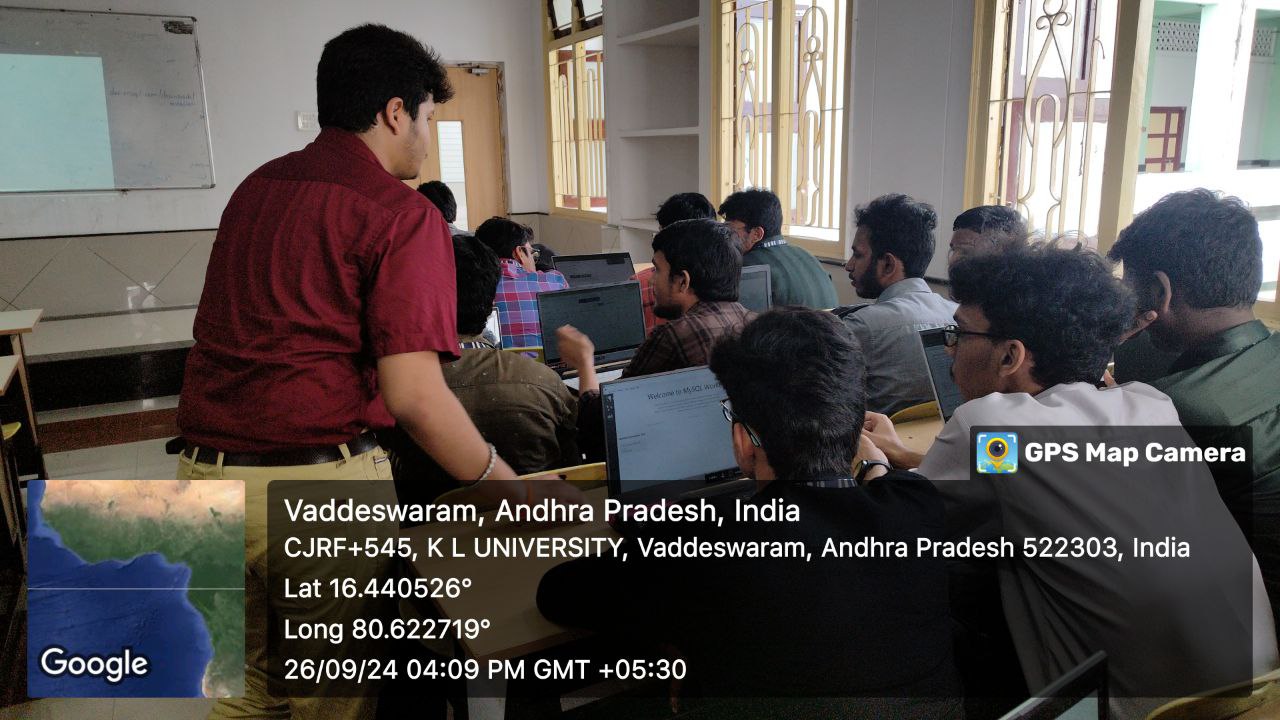 GPS Map Camera
Vaddeswaram, Andhra Pradesh, India
CJRF+545, K L UNIVERSITY, Vaddeswaram, Andhra Pradesh 522303, India
Lat 16.440526°
Long 80.622719°
26/09/24 04:09 PM GMT +05:30
Google
Welcome to MySQL